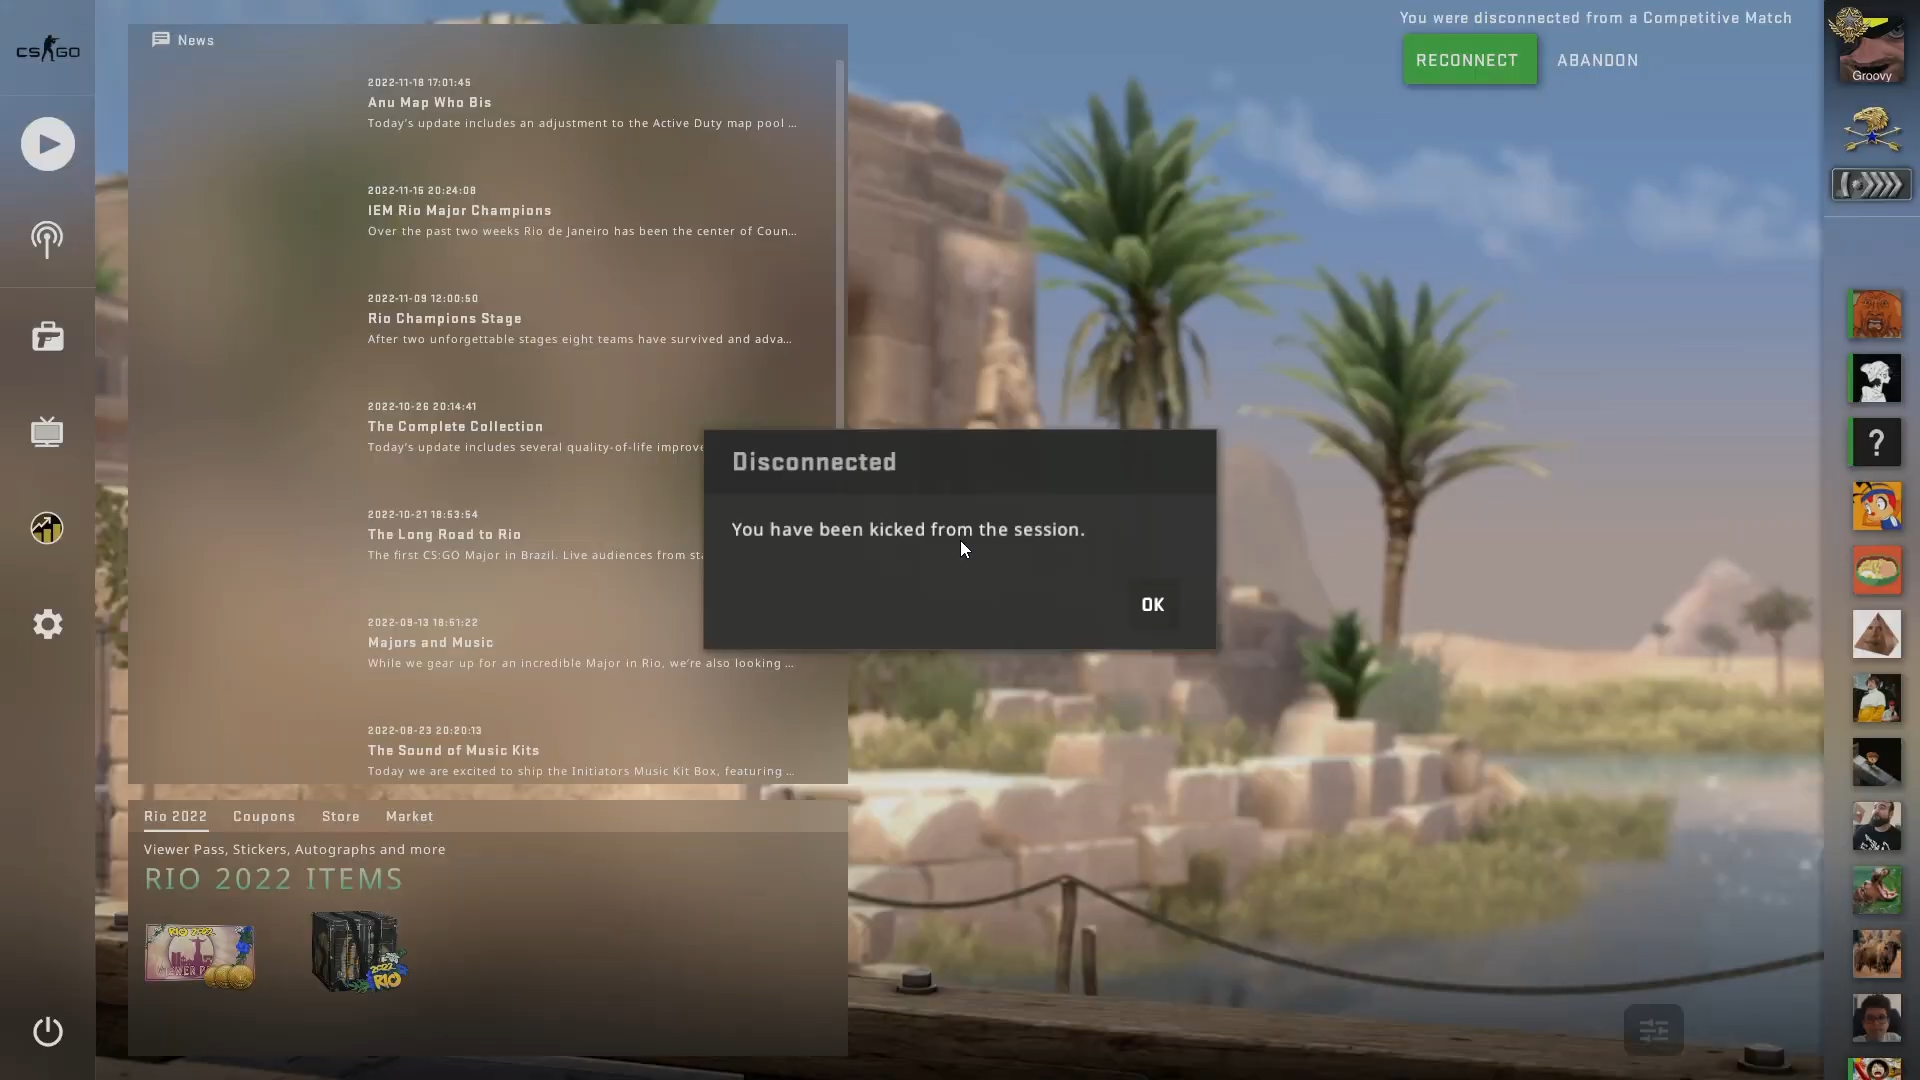 CS GO
News
2022-11-18 17:01:45
Anu Map Who Bis
Today's update includes an adjustment to the Active Duty map pool ...
2022-11-15 20:24:08
IEM Rio Major Champions
Over the past two weeks Rio de Janeiro has been the center of Coun...
2022-11-09 12:00:50
Rio Champions Stage
After two unforgettable stages eight teams have survived and adva...
2022-10-26 20:14:41
The Complete Collection
Today's update includes several quality-of-life improve
2022-10-21 18:53:54
The Long Road to Rio
The first CS:GO Major in Brazil. Live audiences from sta
2022-09-13 18:51:22
Majors and Music
While we gear up for an incredible Major in Rio, we're also looking ...
2022-08-23 20:20:13
The Sound of Music Kits
Today we are excited to ship the Initiators Music Kit Box, featuring ...
Rio 2022 Coupons Store Market
Viewer Pass, Stickers, Autographs and more
RIO 2022 ITEMS
RIO 2022
VIEWER
2022
RIO
Disconnected
You have been kicked from the session.
OK
You were disconnected from a Competitive Match
RECONNECT ABANDON
Groovy
?